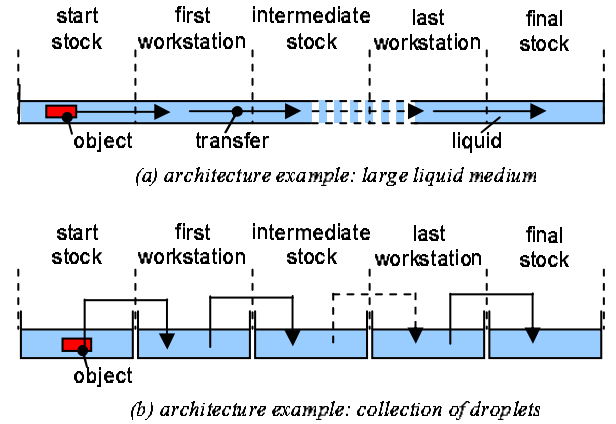 start stock
first workstation
intermediate stock
last workstation
final stock
object
transfer
liquid
(a) architecture example: large liquid medium
start stock
first workstation
intermediate stock
last workstation
final stock
object
(b) architecture example: collection of droplets